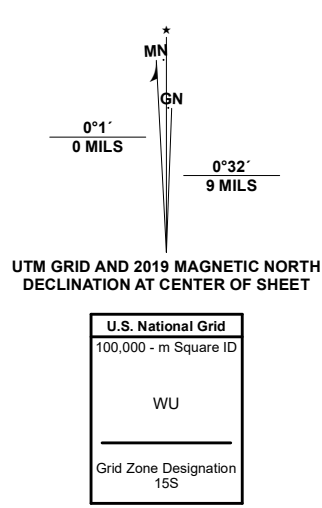 MN
GN
0°1´
0 MILS
0°32´
9 MILS
UTM GRID AND 2019 MAGNETIC NORTH
DECLINATION AT CENTER OF SHEET
U.S. National Grid
100,000 - m Square ID
WU
Grid Zone Designation
15S